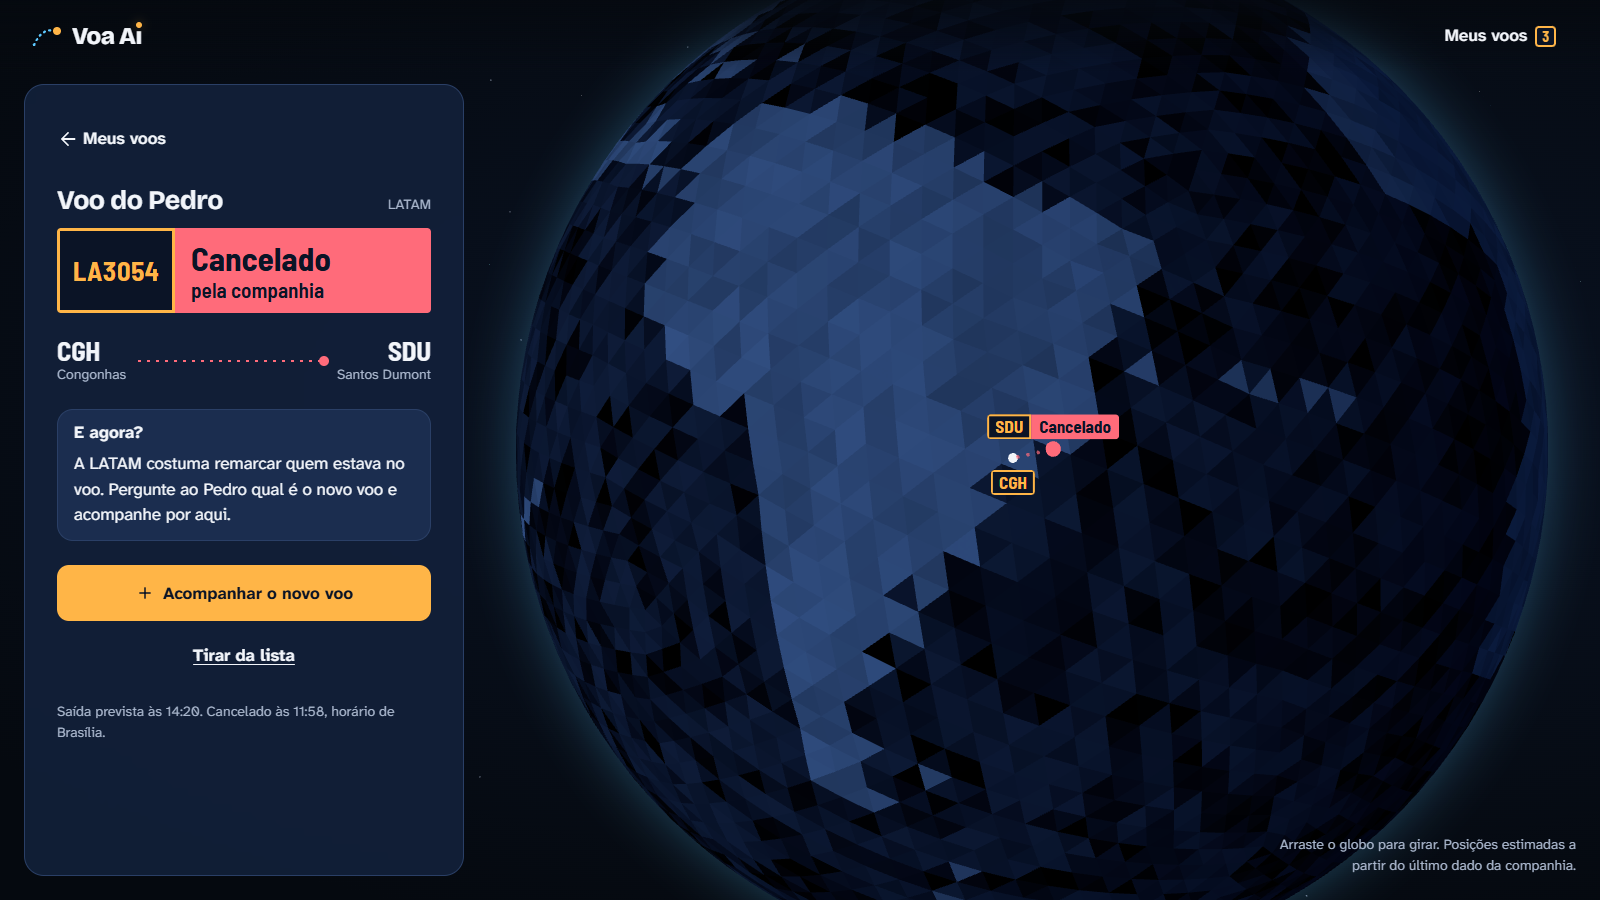 Voa Ai
Meus voos 3
← Meus voos
Voo do Pedro
LATAM
LA3054
Cancelado
pela companhia
CGH
SDU
Congonhas
Santos Dumont
E agora?
A LATAM costuma remarcar quem estava no
voo. Pergunte ao Pedro qual é o novo voo e
acompanhe por aqui.
+ Acompanhar o novo voo
Tirar da lista
Saída prevista às 14:20. Cancelado às 11:58, horário de
Brasília.
SDU Cancelado
CGH
Arraste o globo para girar. Posições estimadas a
partir do último dado da companhia.